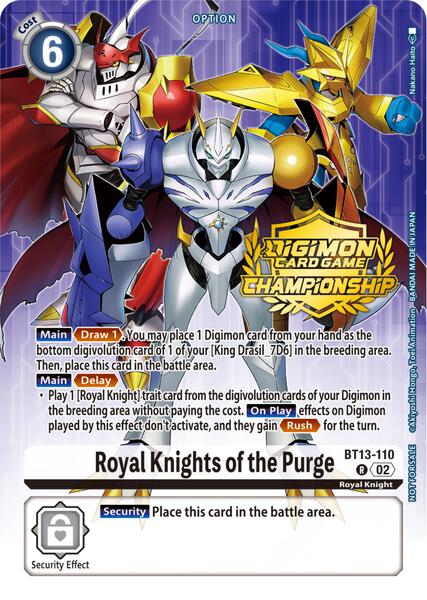 OPTION
Cost
6
Nakano Haito
DIGIMON
CARD GAME
CHAMPIONSHIP
Main Draw 1. You may place 1 Digimon card from your hand as the
bottom digivolution card of 1 of your [King Drasil_7D6] in the breeding area.
Then, place this card in the battle area.
Main Delay
· Play 1 [Royal Knight] trait card from the digivolution cards of your Digimon in
the breeding area without paying the cost. On Play effects on Digimon
played by this effect don't activate, and they gain Rush for the turn.
Royal Knights of the Purge
BT13-110
R 02
Royal Knight
Security Place this card in the battle area.
Security Effect
©Akiyoshi Hongo, Toei Animation BANDAI MADE IN JAPAN
NOT FOR SALE